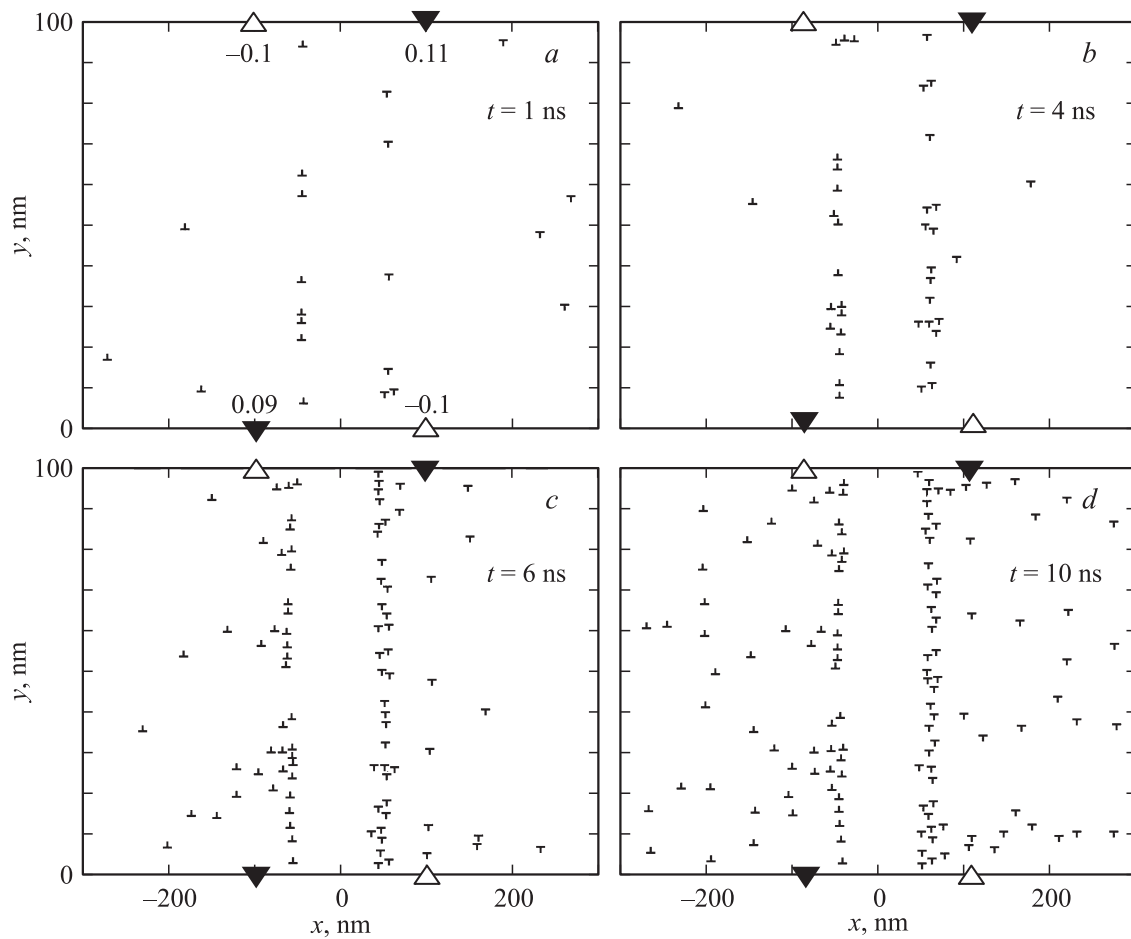 100
–0.1
0.11
a
b
t = 1 ns
t = 4 ns
y, nm
0.09
–0.1
0
100
c
d
t = 6 ns
t = 10 ns
y, nm
0
–200
0
200
–200
0
200
x, nm
x, nm